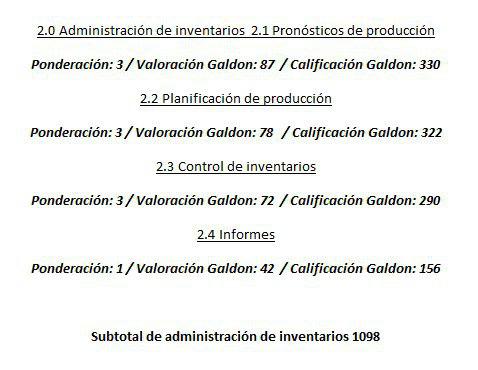 2.0 Administración de inventarios 2.1 Pronósticos de producción
Ponderación: 3 / Valoración Galdon: 87 / Calificación Galdon: 330
2.2 Planificación de producción
Ponderación: 3 / Valoración Galdon: 78 / Calificación Galdon: 322
2.3 Control de inventarios
Ponderación: 3 / Valoración Galdon: 72 / Calificación Galdon: 290
2.4 Informes
Ponderación: 1 / Valoración Galdon: 42 / Calificación Galdon: 156
Subtotal de administración de inventarios 1098